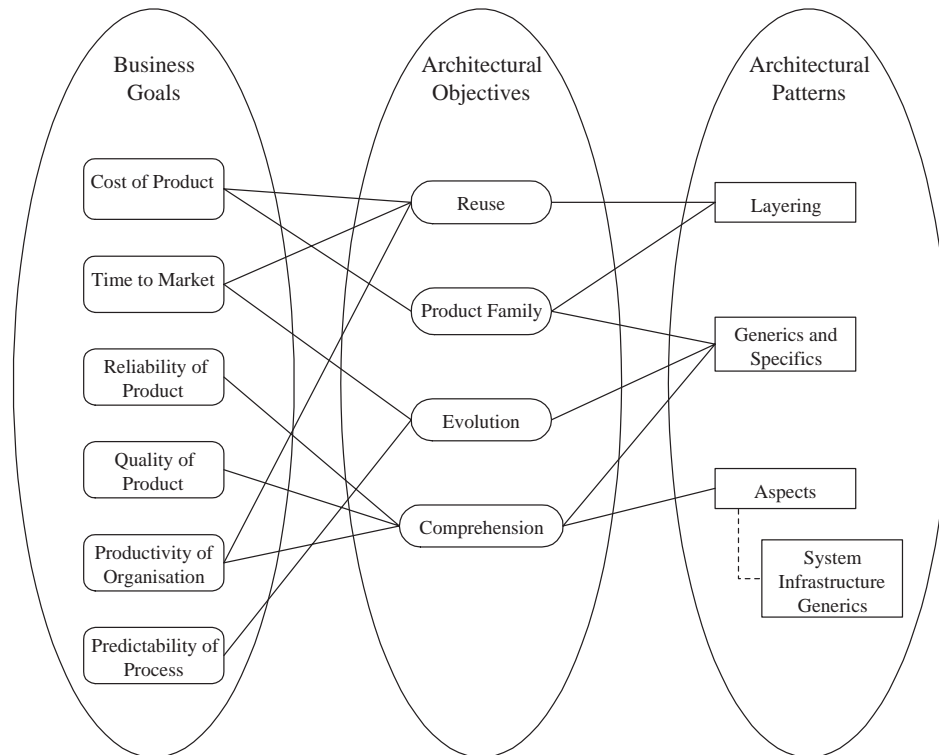 Business
Goals
Cost of Product
Time to Market
Reliability of
Product
Quality of
Product
Productivity of
Organisation
Predictability of
Process
Architectural
Objectives
Reuse
Product Family
Evolution
Comprehension
Architectural
Patterns
Layering
Generics and
Specifics
Aspects
System
Infrastructure
Generics